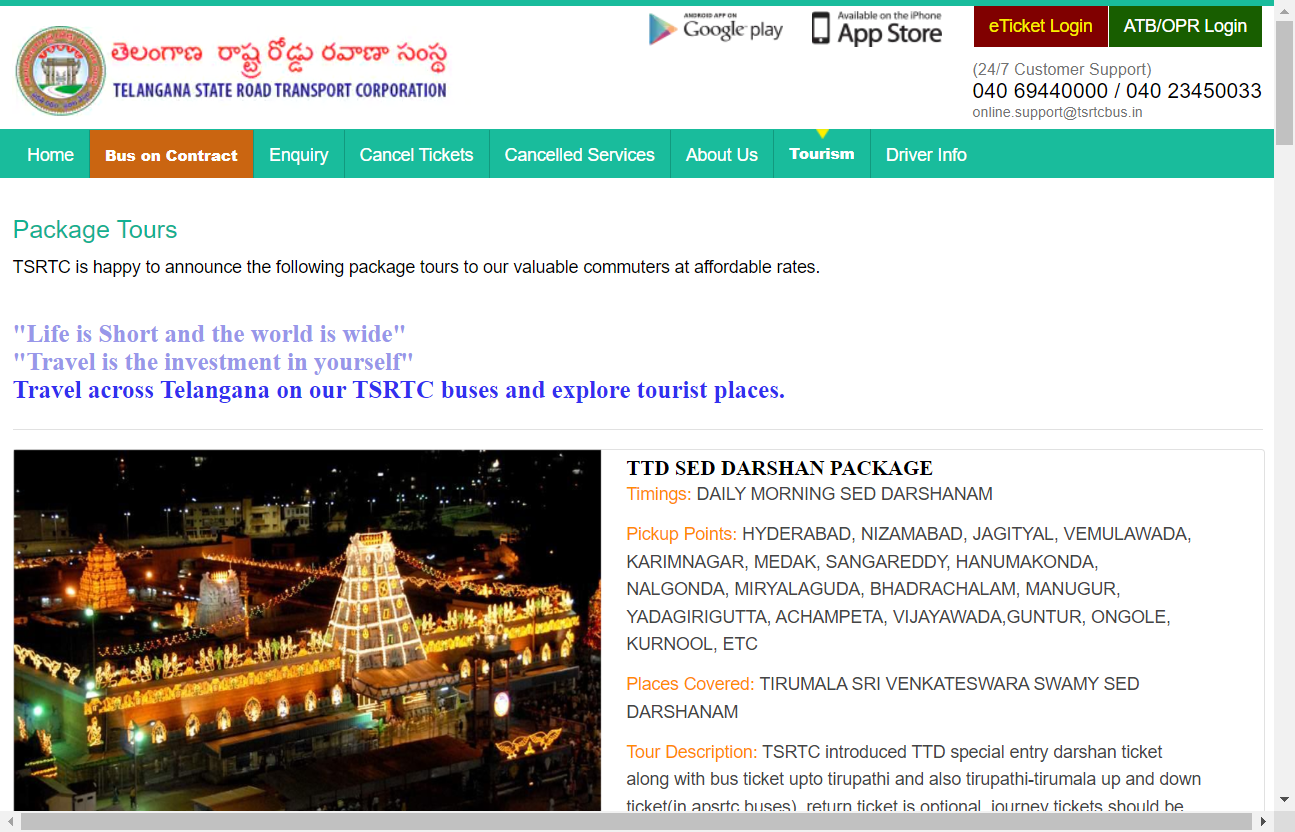 తెలంగాణ రాష్ట్ర రోడ్డు రవాణా సంస్థ
TELANGANA STATE ROAD TRANSPORT CORPORATION
ANDROID APP ON
Google play
Available on the iPhone
App Store
eTicket Login
ATB/OPR Login
(24/7 Customer Support)
040 69440000 / 040 23450033
online.support@tsrtcbus.in
Home
Bus on Contract
Enquiry
Cancel Tickets
Cancelled Services
About Us
Tourism
Driver Info
Package Tours
TSRTC is happy to announce the following package tours to our valuable commuters at affordable rates.
"Life is Short and the world is wide"
"Travel is the investment in yourself"
Travel across Telangana on our TSRTC buses and explore tourist places.
TTD SED DARSHAN PACKAGE
Timings: DAILY MORNING SED DARSHANAM
Pickup Points: HYDERABAD, NIZAMABAD, JAGITYAL, VEMULAWADA,
KARIMNAGAR, MEDAK, SANGAREDDY, HANUMAKONDA,
NALGONDA, MIRYALAGUDA, BHADRACHALAM, MANUGUR,
YADAGIRIGUTTA, ACHAMPETA, VIJAYAWADA,GUNTUR, ONGOLE,
KURNOOL, ETC
Places Covered: TIRUMALA SRI VENKATESWARA SWAMY SED
DARSHANAM
Tour Description: TSRTC introduced TTD special entry darshan ticket
along with bus ticket upto tirupathi and also tirupathi-tirumala up and down
ticket(in apsrtc buses), return ticket is optional, journey tickets should be